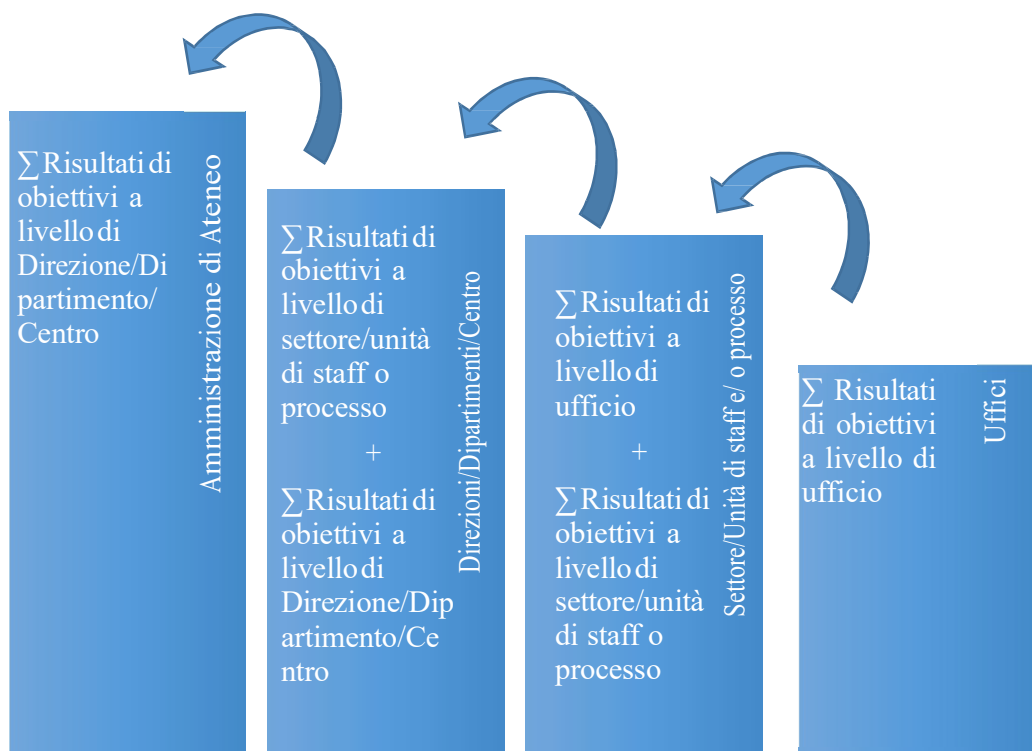 ∑ Risultati di
obiettivi a
livello di
Direzione/Di
partimento/
Centro
Amministrazione di Ateneo
∑ Risultati di
obiettivi a
livello di
settore/unità
di staff o
processo
+
∑ Risultati di
obiettivi a
livello di
Direzione/Dip
artimento/Ce
ntro
Direzioni/Dipartimenti/Centro
∑ Risultati di
obiettivi a
livello di
ufficio
+
∑ Risultati di
obiettivi a
livello di
settore/unità
di staff o
processo
Settore/Unità di staff e/ o processo
∑ Risultati
di obiettivi
a livello di
ufficio
Uffici